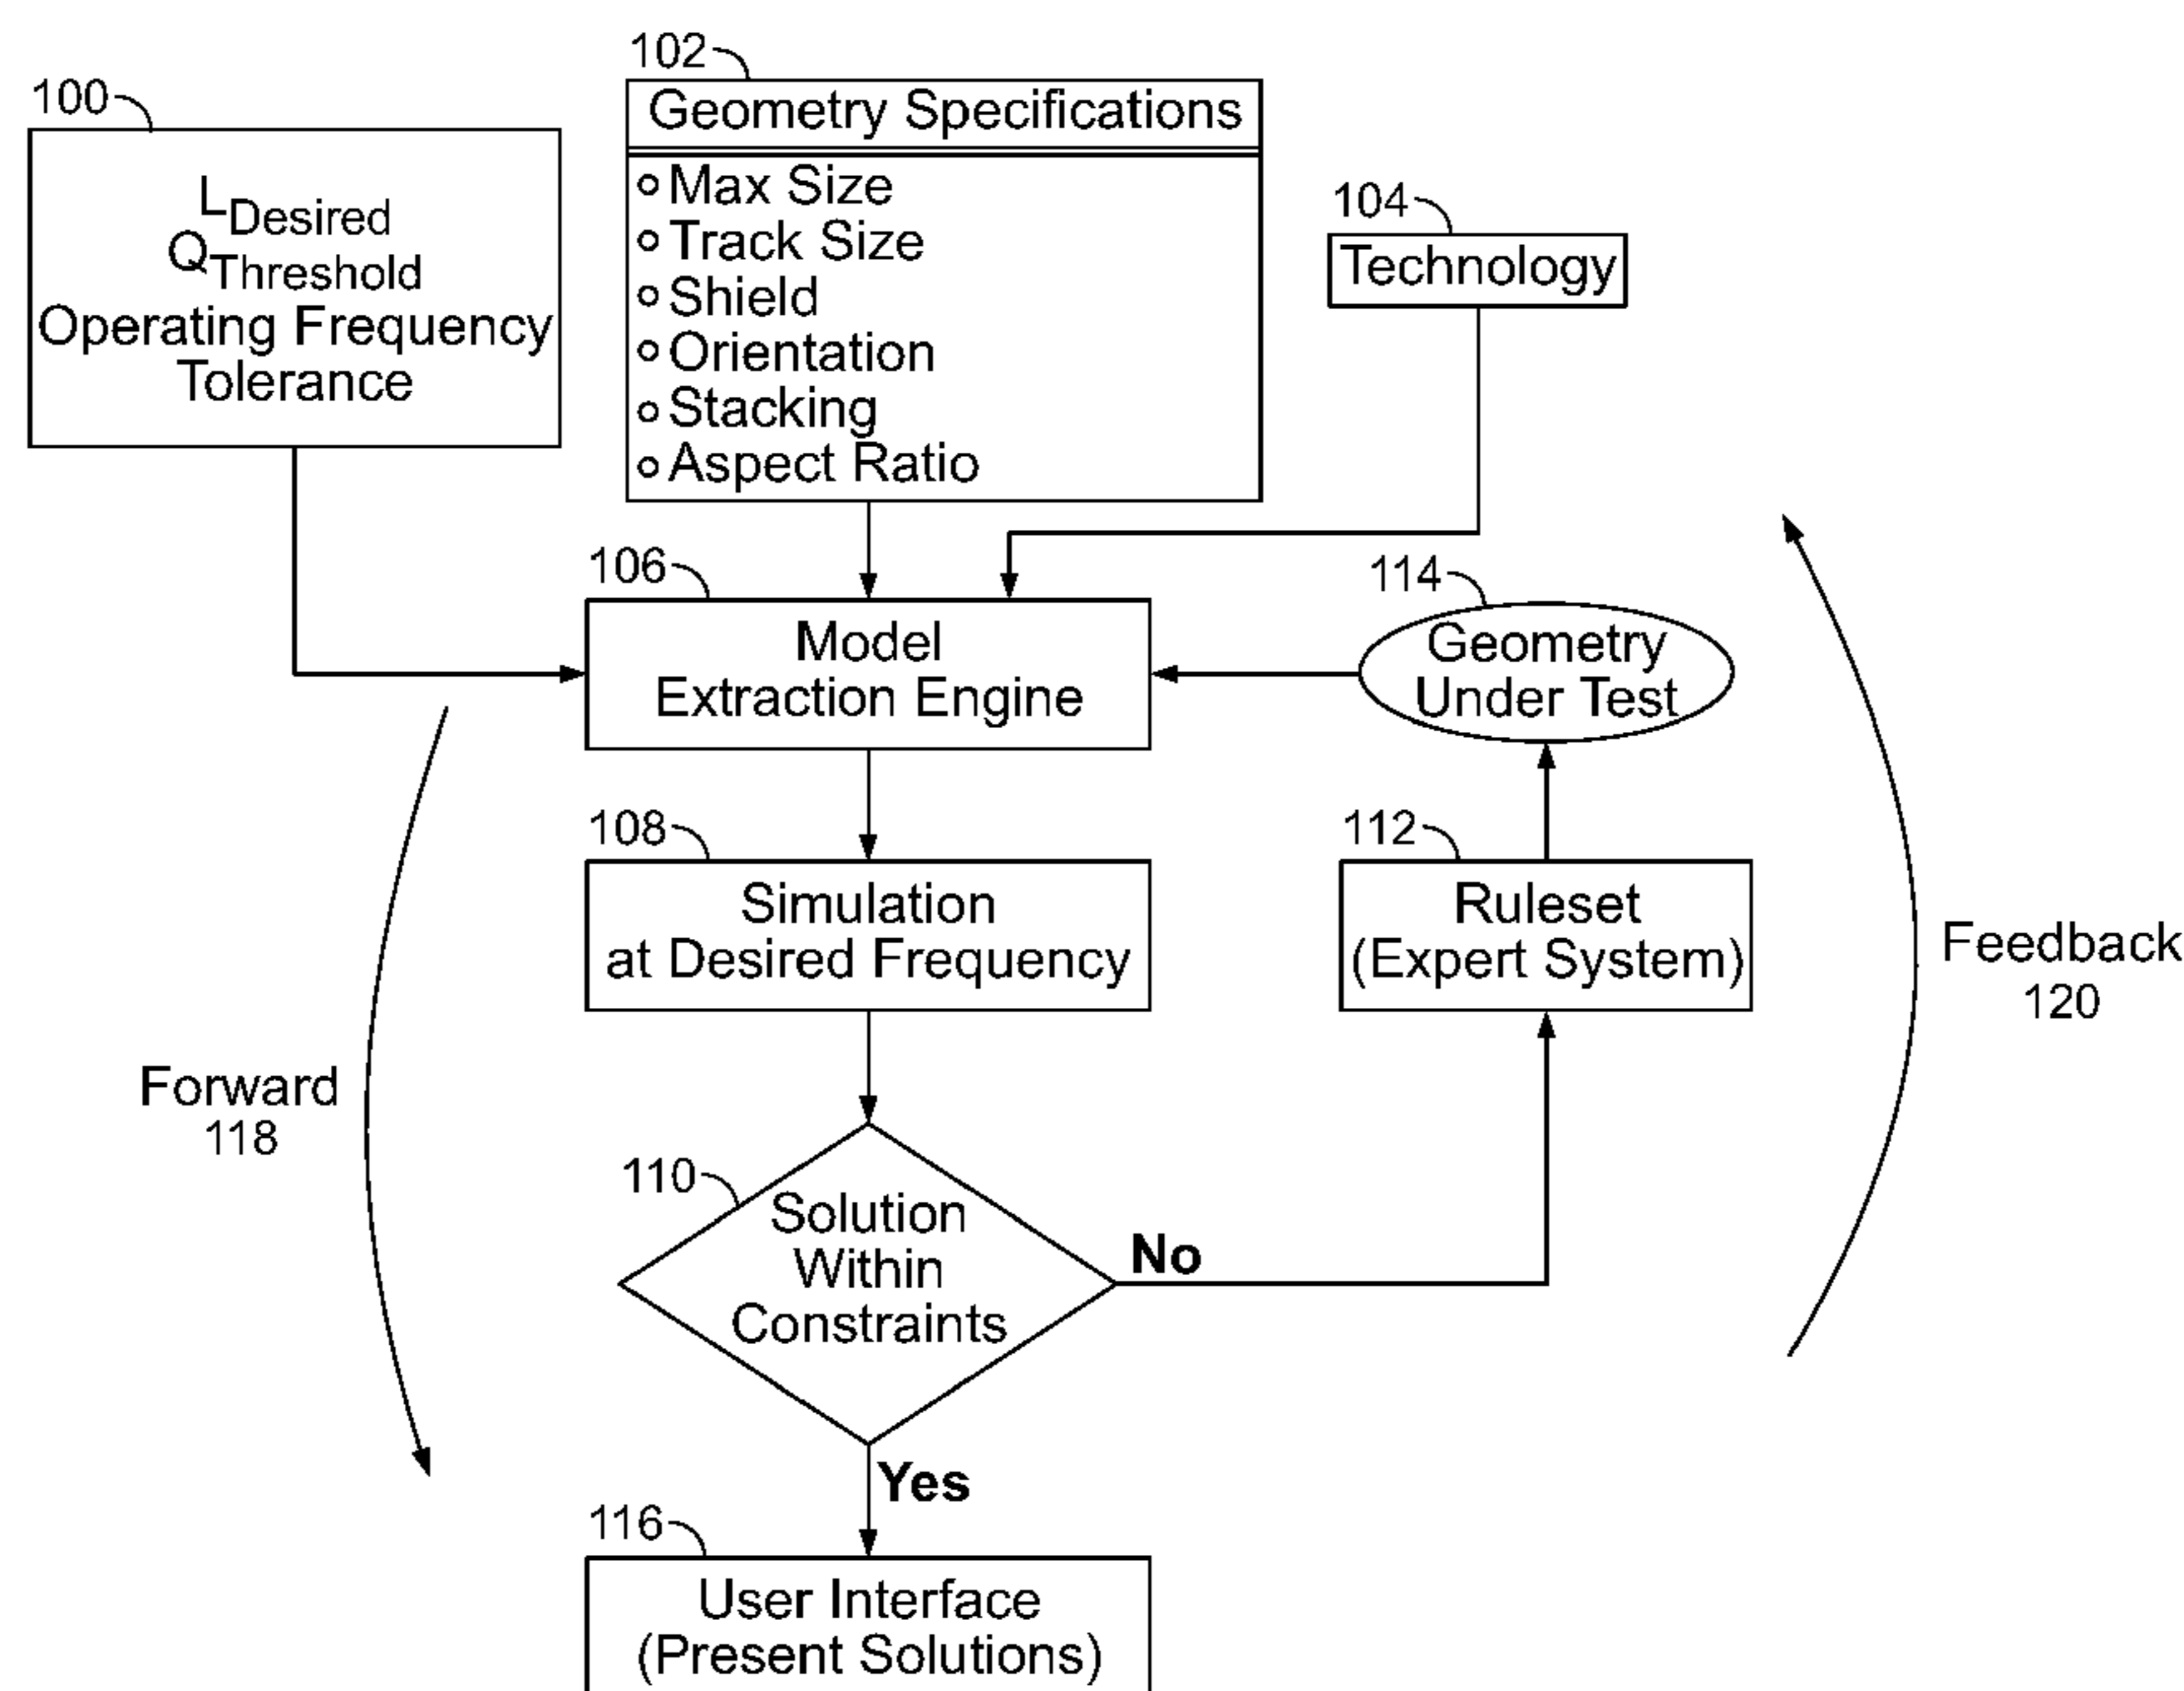 100
L Desired
Q Threshold
Operating Frequency
Tolerance
102
Geometry Specifications
Max Size
Track Size
Shield
Orientation
Stacking
Aspect Ratio
104
Technology
106
Model
Extraction Engine
114
Geometry
Under Test
108
Simulation
at Desired Frequency
112
Ruleset
(Expert System)
Feedback
120
Forward
118
110
Solution
Within
Constraints
No
Yes
116
User Interface
(Present Solutions)